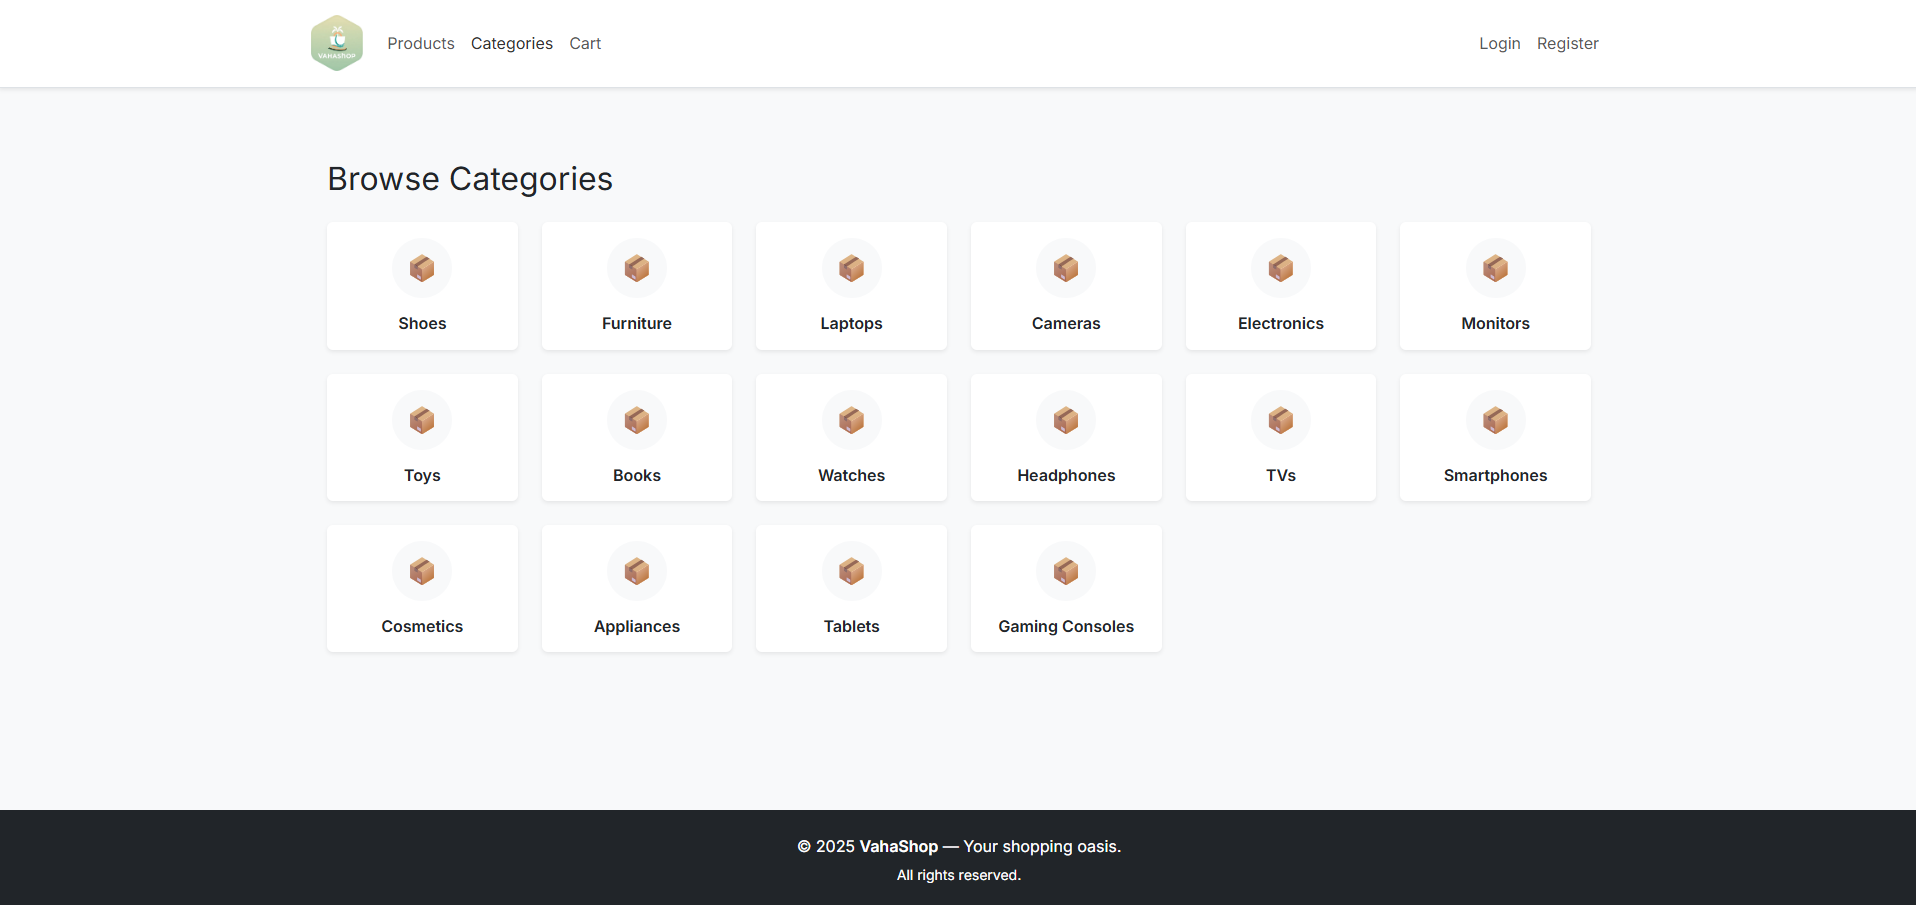 VAHASHOP
Products Categories Cart Login Register
Browse Categories
Shoes Furniture Laptops Cameras Electronics Monitors
Toys Books Watches Headphones TVs Smartphones
Cosmetics Appliances Tablets Gaming Consoles
© 2025 VahaShop — Your shopping oasis.
All rights reserved.